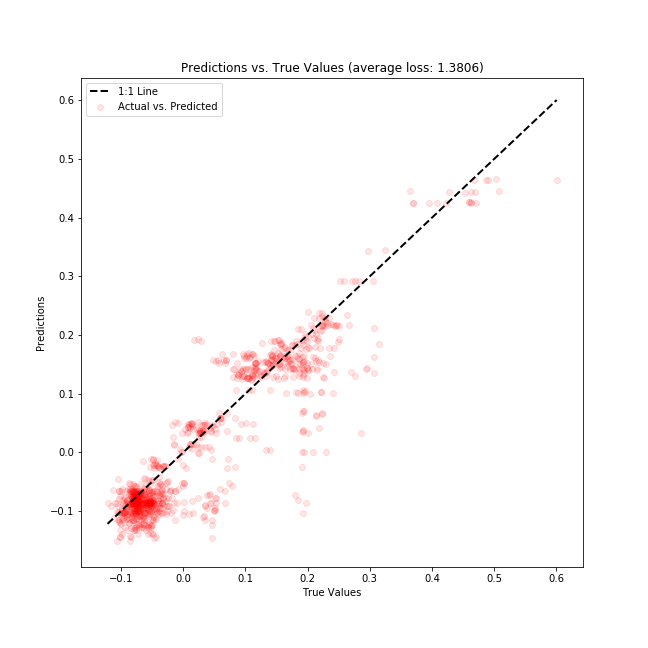 Predictions vs. True Values (average loss: 1.3806)
1:1 Line
Actual vs. Predicted
0.6
0.5
0.4
0.3
0.2
0.1
0.0
−0.1
Predictions
−0.1 0.0 0.1 0.2 0.3 0.4 0.5 0.6
True Values